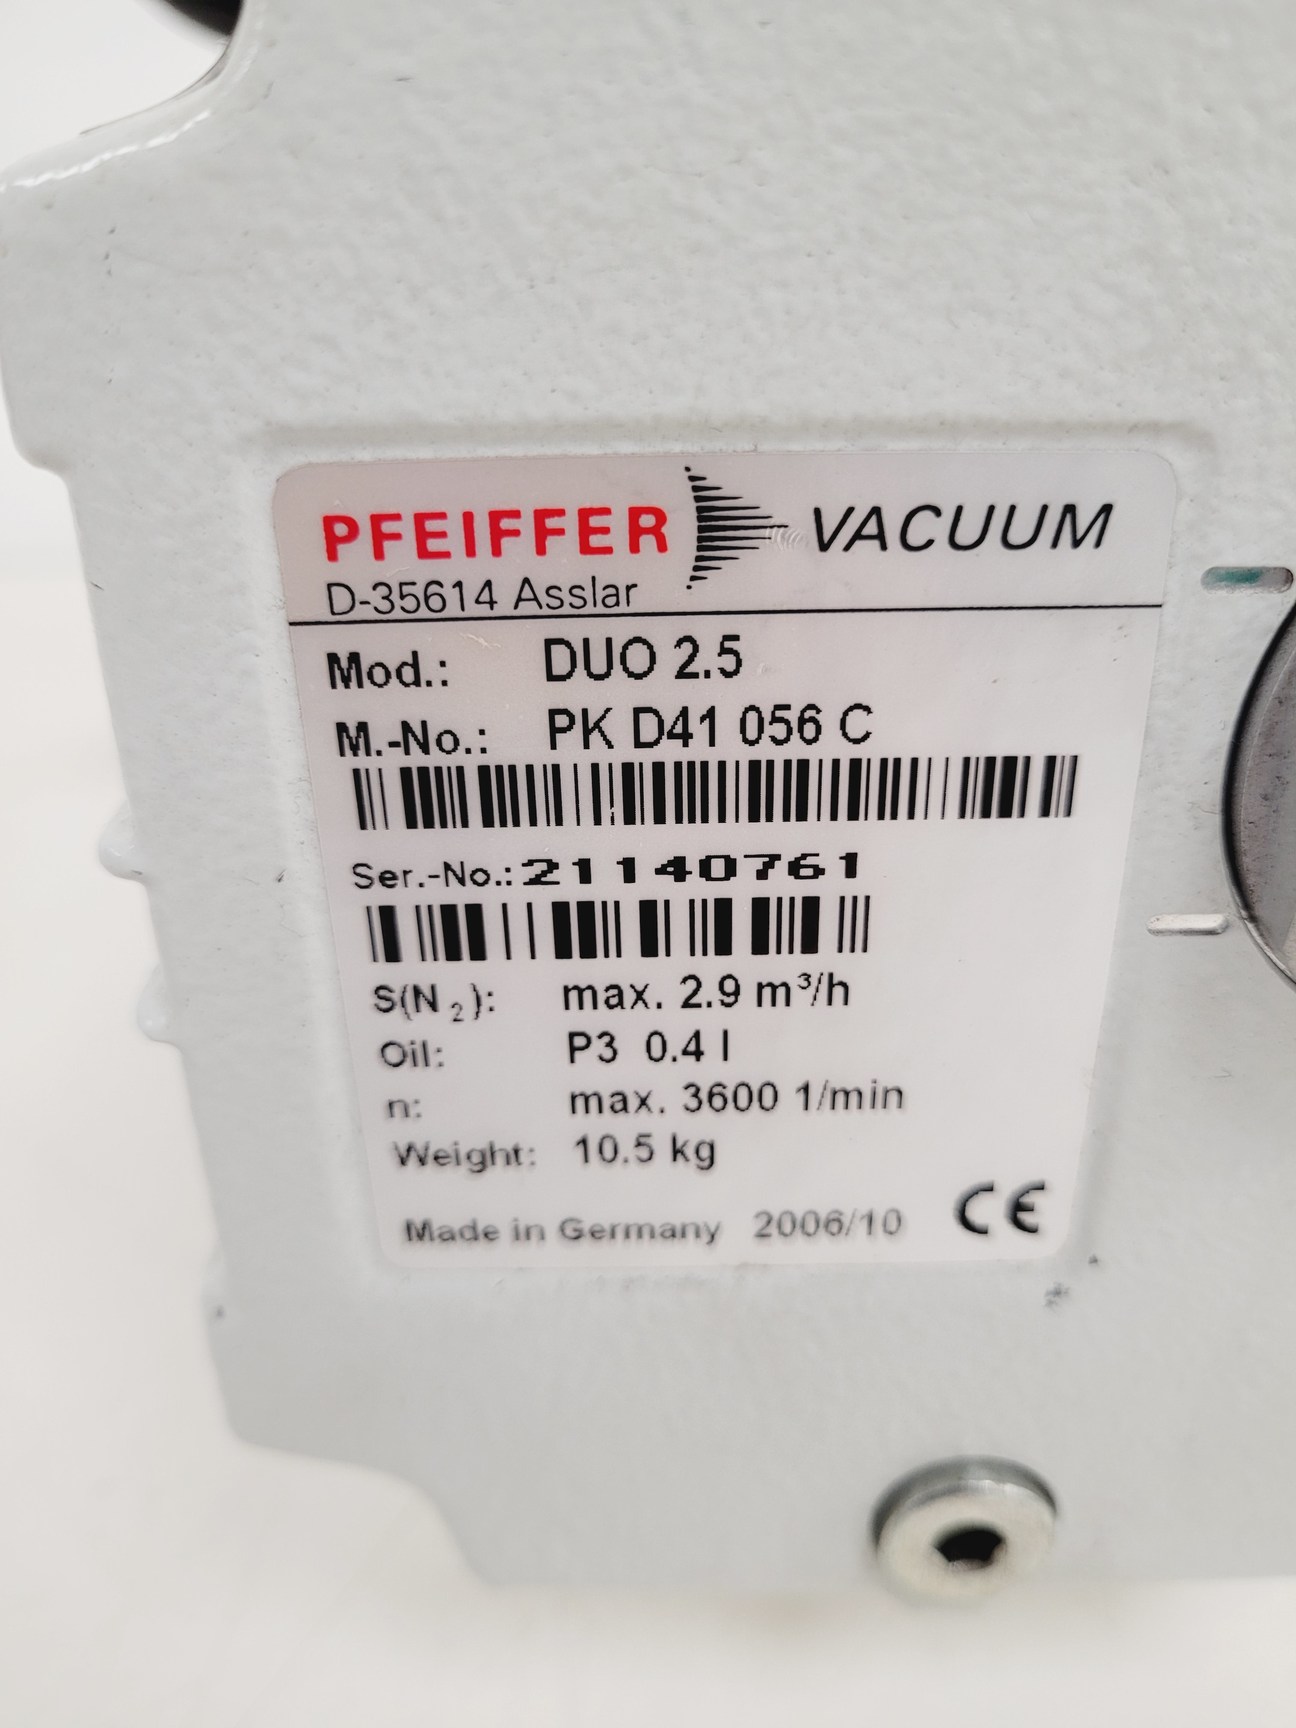 PFEIFFER VACUUM
D-35614 Asslar
Mod.: DUO 2.5
M.-No.: PK D41 056 C
Ser.-No.: 21140761
S(N₂): max. 2.9 m³/h
Oil: P3 0.4 l
n: max. 3600 1/min
Weight: 10.5 kg
Made in Germany 2006/10 CE